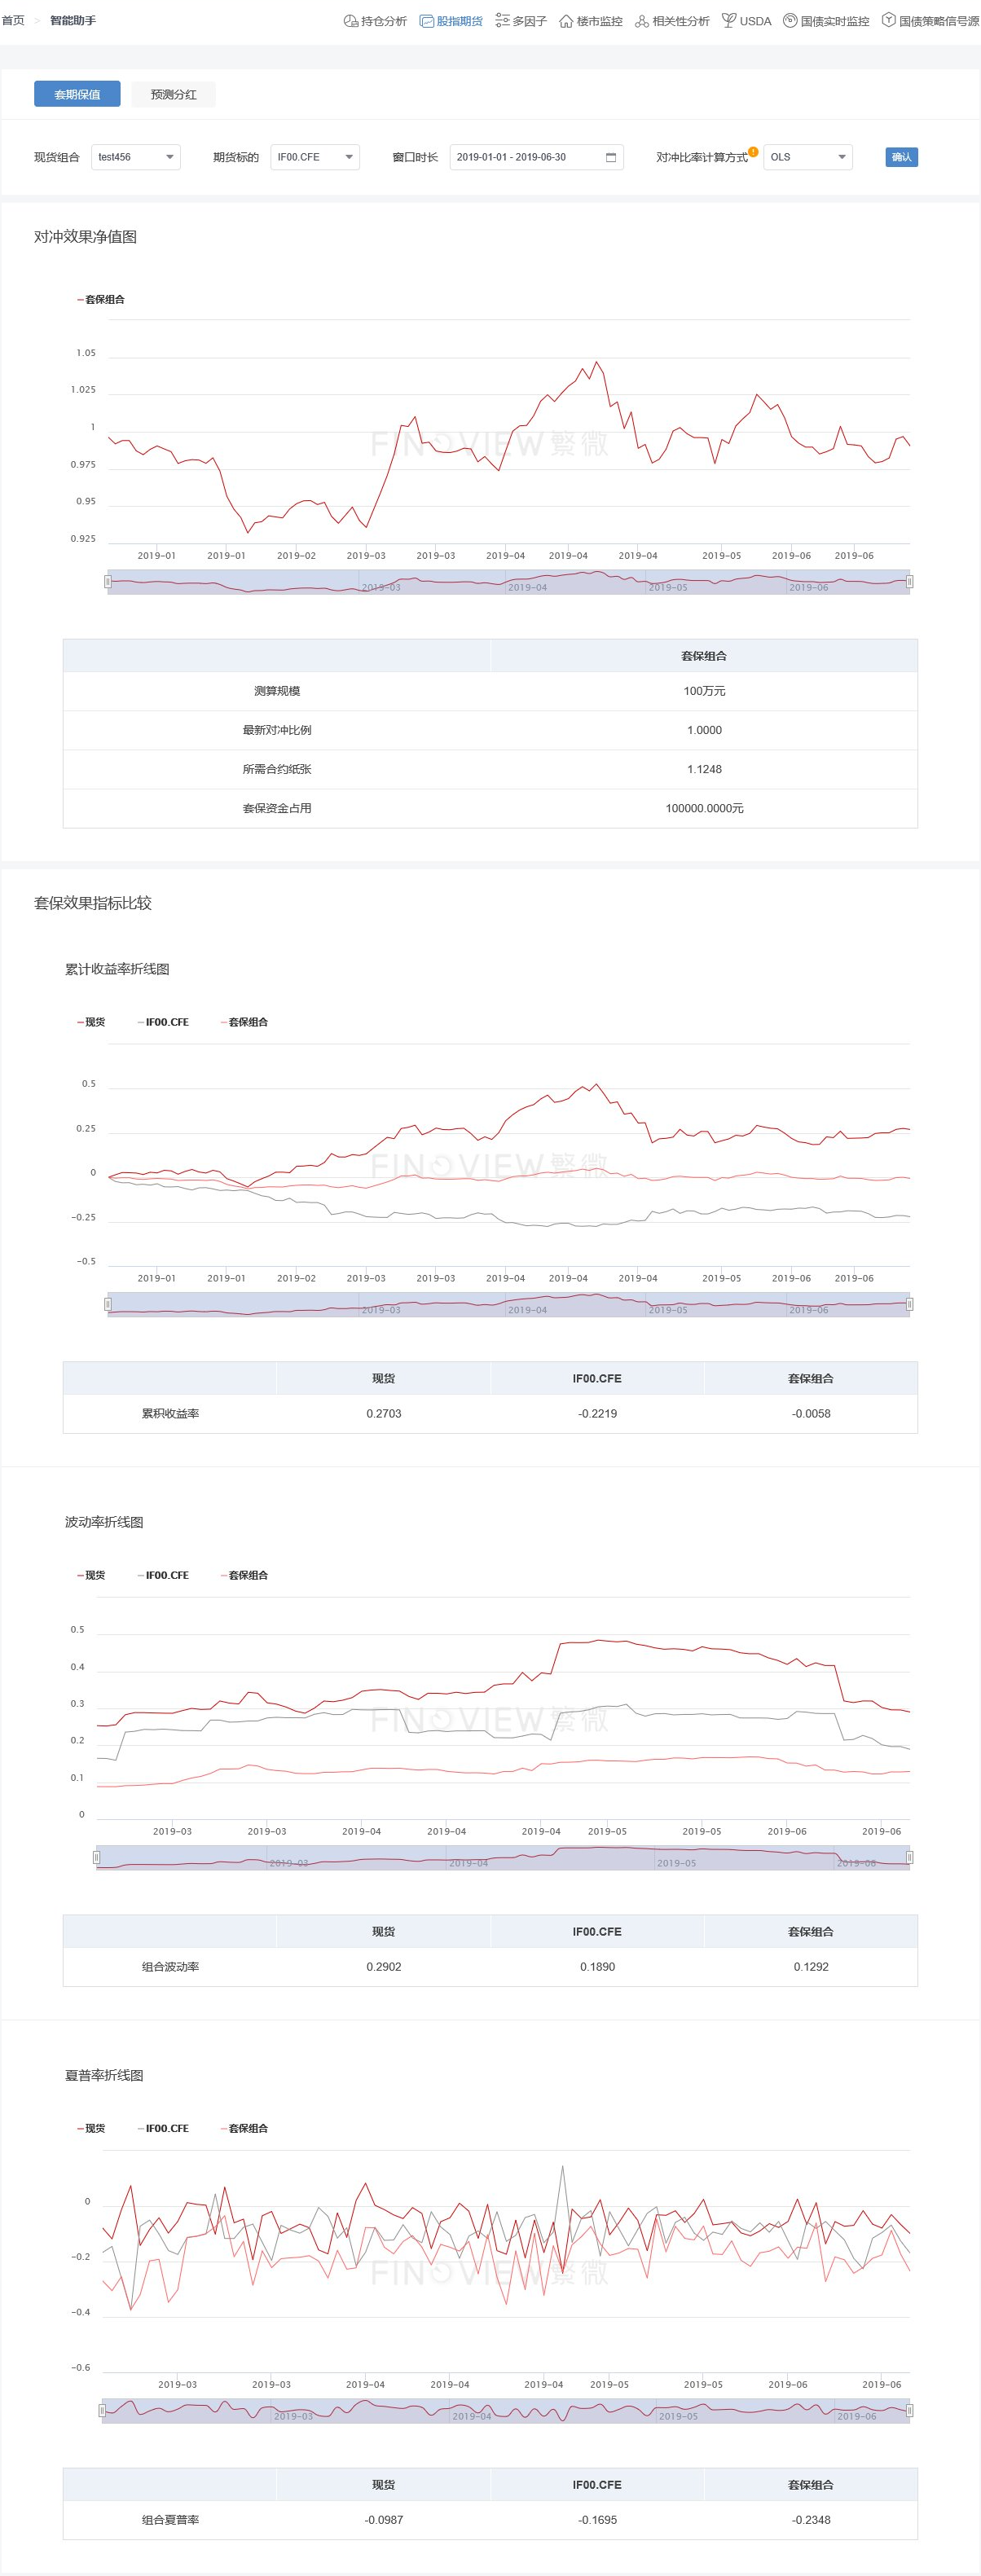 首页 > 智能助手 持仓分析 股指期货 多因子 楼市监控 相关性分析 USDA 国债实时监控 国债策略信号源
套期保值 预测分红
现货组合 test456 期货标的 IF00.CFE 窗口时长 2019-01-01 - 2019-06-30 对冲比率计算方式 OLS 确认
对冲效果净值图
套保组合
1.05
1.025
1
0.975
0.95
0.925
FINOVIEW 繁微
2019-01 2019-01 2019-02 2019-03 2019-03 2019-04 2019-04 2019-04 2019-05 2019-06 2019-06
2019-03 2019-04 2019-05 2019-06
套保组合
测算规模 100万元
最新对冲比例 1.0000
所需合约纸张 1.1248
套保资金占用 100000.0000元
套保效果指标比较
累计收益率折线图
现货 IF00.CFE 套保组合
0.5
0.25
0
-0.25
-0.5
FINOVIEW 繁微
2019-01 2019-01 2019-02 2019-03 2019-03 2019-04 2019-04 2019-04 2019-05 2019-06 2019-06
2019-03 2019-04 2019-05 2019-06
现货 IF00.CFE 套保组合
累积收益率 0.2703 -0.2219 -0.0058
波动率折线图
现货 IF00.CFE 套保组合
0.5
0.4
0.3
0.2
0.1
0
FINOVIEW 繁微
2019-03 2019-03 2019-04 2019-04 2019-04 2019-05 2019-05 2019-06 2019-06
2019-03 2019-04 2019-05 2019-06
现货 IF00.CFE 套保组合
组合波动率 0.2902 0.1890 0.1292
夏普率折线图
现货 IF00.CFE 套保组合
0
-0.2
-0.4
-0.6
FINOVIEW 繁微
2019-03 2019-03 2019-04 2019-04 2019-04 2019-05 2019-05 2019-06 2019-06
2019-03 2019-04 2019-05 2019-06
现货 IF00.CFE 套保组合
组合夏普率 -0.0987 -0.1695 -0.2348